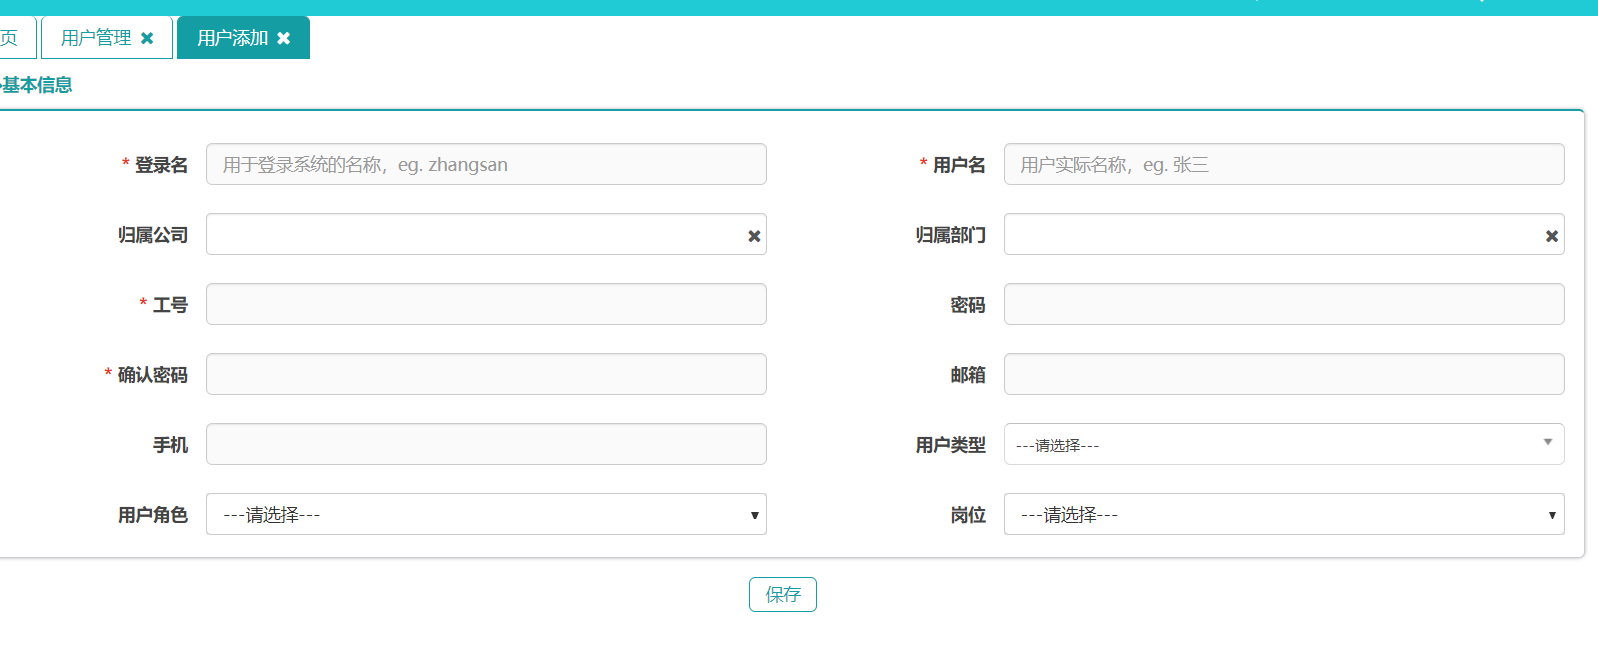 页 用户管理 ✖ 用户添加 ✖
基本信息
* 登录名 用于登录系统的名称，eg. zhangsan * 用户名 用户实际名称，eg. 张三
归属公司 ✖ 归属部门 ✖
* 工号 密码
* 确认密码 邮箱
手机 用户类型 ---请选择---
用户角色 ---请选择--- 岗位 ---请选择---
保存